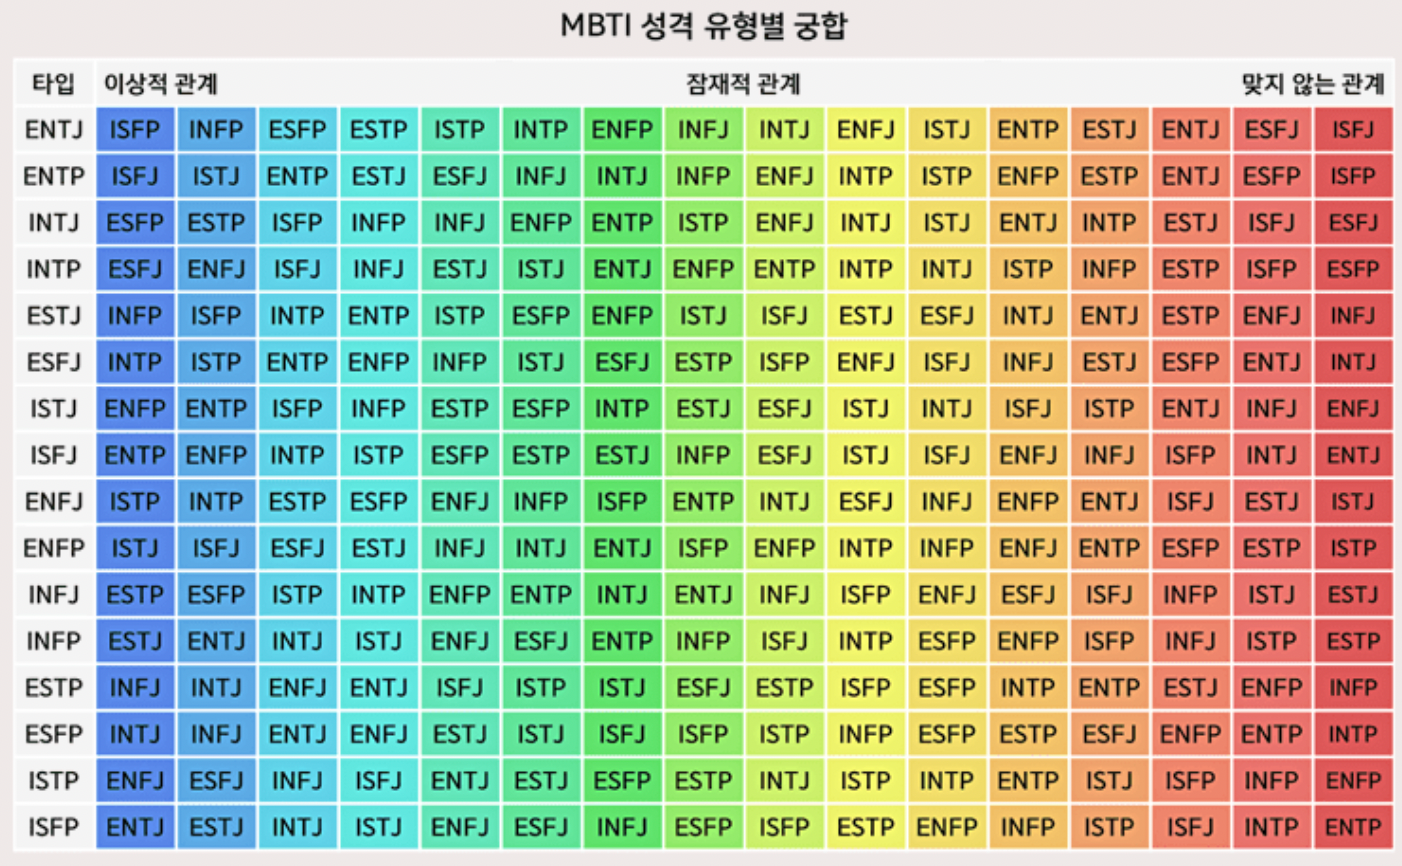 MBTI 성격 유형별 궁합
타입 이상적 관계 잠재적 관계 맞지 않는 관계
ENTJ ISFP INFP ESFP ESTP ISTP INTP ENFP INFJ INTJ ENFJ ISTJ ENTP ESTJ ENTJ ESFJ ISFJ
ENTP ISFJ ISTJ ENTP ESTJ ESFJ INFJ INTJ INFP ENFJ INTP ISTP ENFP ESTP ENTJ ESFP ISFP
INTJ ESFP ESTP ISFP INFP INFJ ENFP ENTP ISTP ENFJ INTJ ISTJ ENTJ INTP ESTJ ISFJ ESFJ
INTP ESFJ ENFJ ISFJ INFJ ESTJ ISTJ ENTJ ENFP ENTP INTP INTJ ISTP INFP ESTP ISFP ESFP
ESTJ INFP ISFP INTP ENTP ISTP ESFP ENFP ISTJ ISFJ ESTJ ESFJ INTJ ENTJ ESTP ENFJ INFJ
ESFJ INTP ISTP ENTP ENFP INFP ISTJ ESFJ ESTP ISFP ENFJ ISFJ INFJ ESTJ ESFP ENTJ INTJ
ISTJ ENFP ENTP ISFP INFP ESTP ESFP INTP ESTJ ESFJ ISTJ INTJ ISFJ ISTP ENTJ INFJ ENFJ
ISFJ ENTP ENFP INTP ISTP ESFP ESTP ESTJ INFP ESFJ ISTJ ISFJ ENFJ INFJ ISFP INTJ ENTJ
ENFJ ISTP INTP ESTP ESFP ENFJ INFP ISFP ENTP INTJ ESFJ INFJ ENFP ENTJ ISFJ ESTJ ISTJ
ENFP ISTJ ISFJ ESFJ ESTJ INFJ INTJ ENTJ ISFP ENFP INTP INFP ENFJ ENTP ESFP ESTP ISTP
INFJ ESTP ESFP ISTP INTP ENFP ENTP INTJ ENTJ INFJ ISFP ENFJ ESFJ ISFJ INFP ISTJ ESTJ
INFP ESTJ ENTJ INTJ ISTJ ENFJ ESFJ ENTP INFP ISFJ INTP ESFP ENFP ISFP INFJ ISTP ESTP
ESTP INFJ INTJ ENFJ ENTJ ISFJ ISTP ISTJ ESFJ ESTP ISFP ESFP INTP ENTP ESTJ ENFP INFP
ESFP INTJ INFJ ENTJ ENFJ ESTJ ISTJ ISFJ ISFP ISTP INFP ESFP ESTP ESFJ ENFP ENTP INTP
ISTP ENFJ ESFJ INFJ ISFJ ENTJ ESTJ ESFP ESTP INTJ ISTP INTP ENTP ISTJ ISFP INFP ENFP
ISFP ENTJ ESTJ INTJ ISTJ ENFJ ESFJ INFJ ESFP ISFP ESTP ENFP INFP ISTP ISFJ INTP ENTP